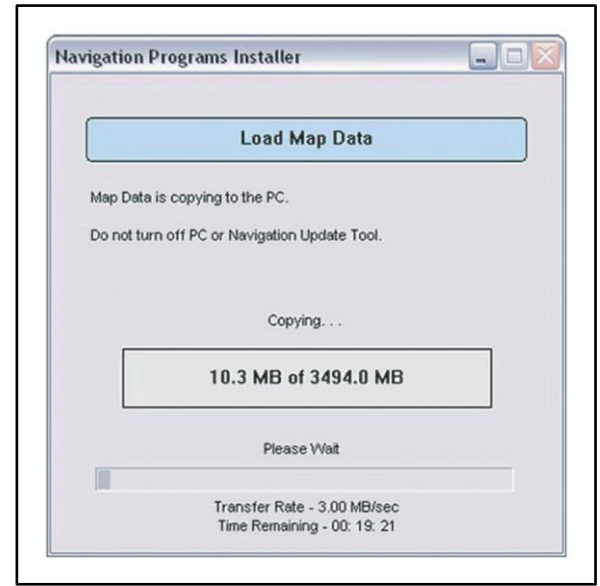 Navigation Programs Installer
Load Map Data
Map Data is copying to the PC.
Do not turn off PC or Navigation Update Tool.
Copying. . .
10.3 MB of 3494.0 MB
Please Wait
Transfer Rate - 3.00 MB/sec
Time Remaining - 00: 19: 21